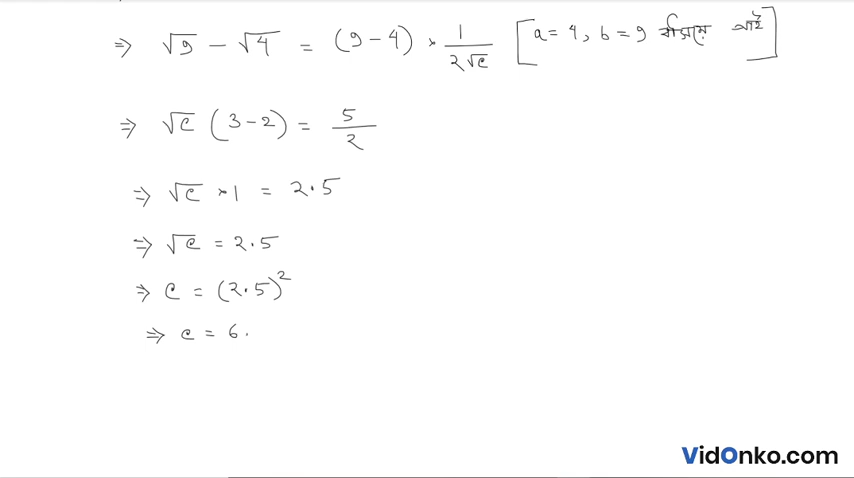 ⇒ √9 − √4 = (9 − 4) × 1/(2√c) [a = 4, b = 9 বসিয়ে পাই]
⇒ √c (3 − 2) = 5/2
⇒ √c × 1 = 2.5
⇒ √c = 2.5
⇒ c = (2.5)²
⇒ c = 6.
VidOnko.com